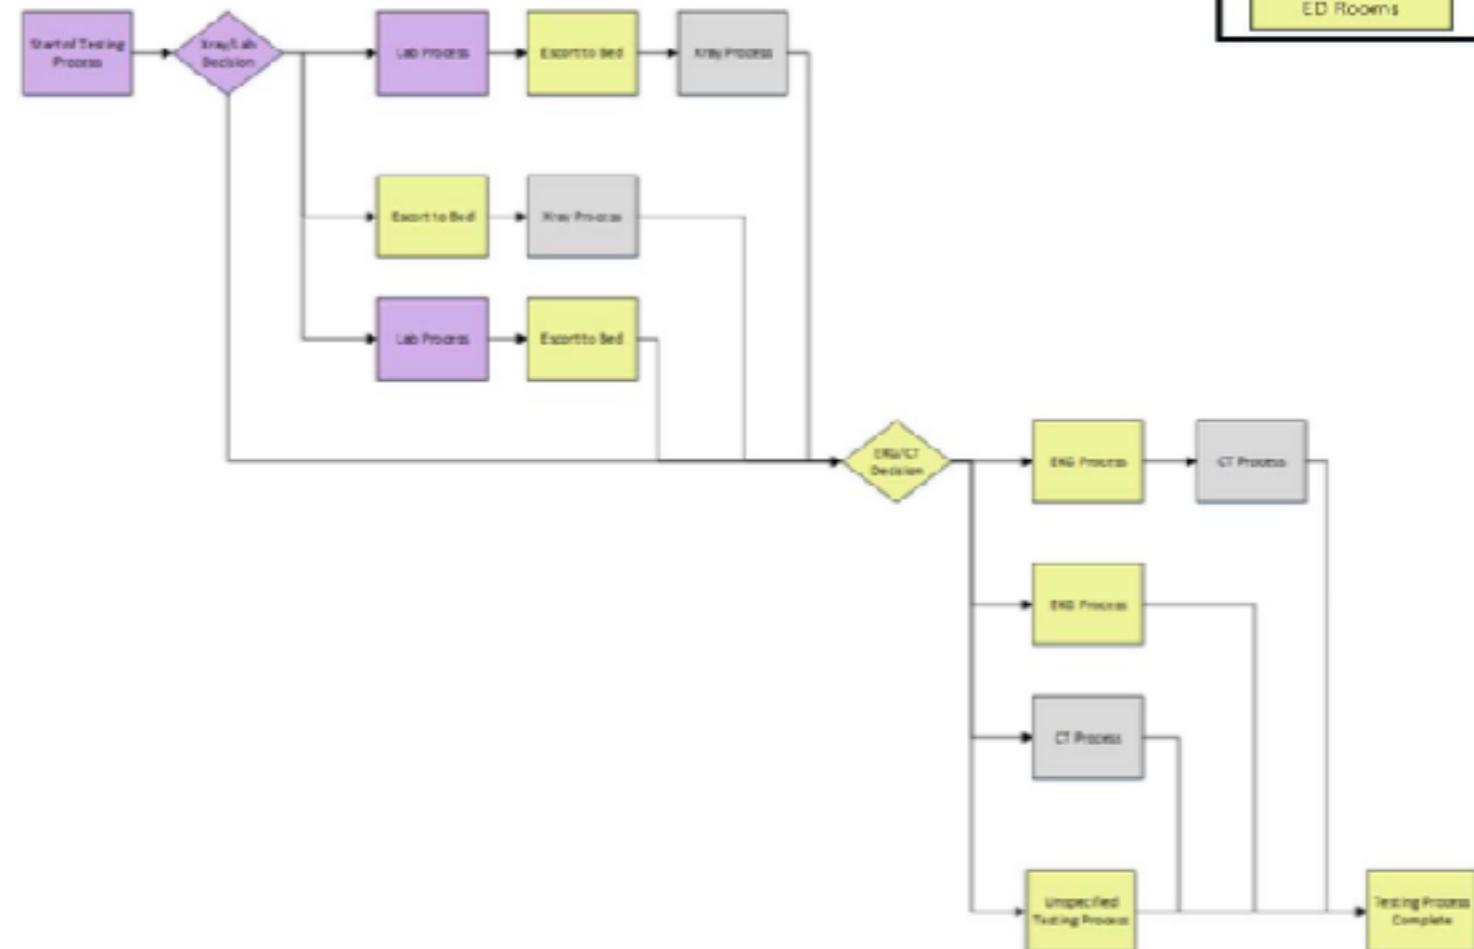 ED Rooms
Start of Testing
Process
Xray/Lab
Decision
Lab Process
Escort to Bed
Xray Process
Escort to Bed
Xray Process
Lab Process
Escort to Bed
EKG/CT
Decision
EKG Process
CT Process
EKG Process
CT Process
Unspecified
Testing Process
Testing Process
Complete